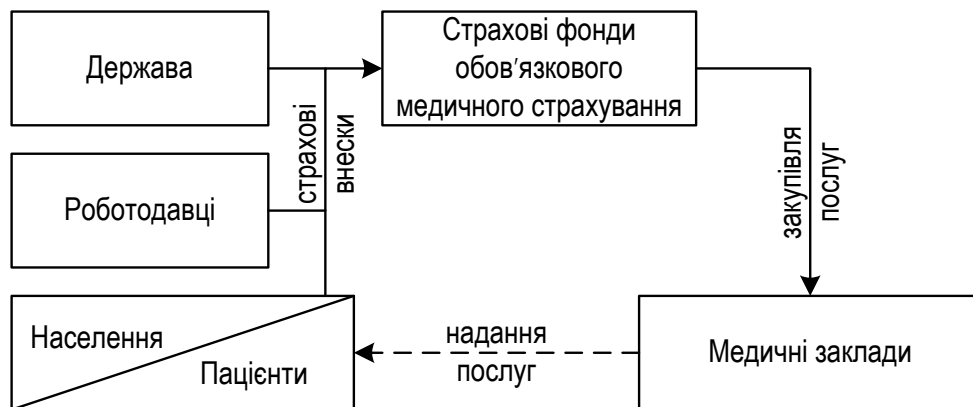 Держава
Страхові фонди
обов'язкового
медичного страхування
страхові
внески
закупівля
послуг
Роботодавці
Населення
Пацієнти
надання
послуг
Медичні заклади